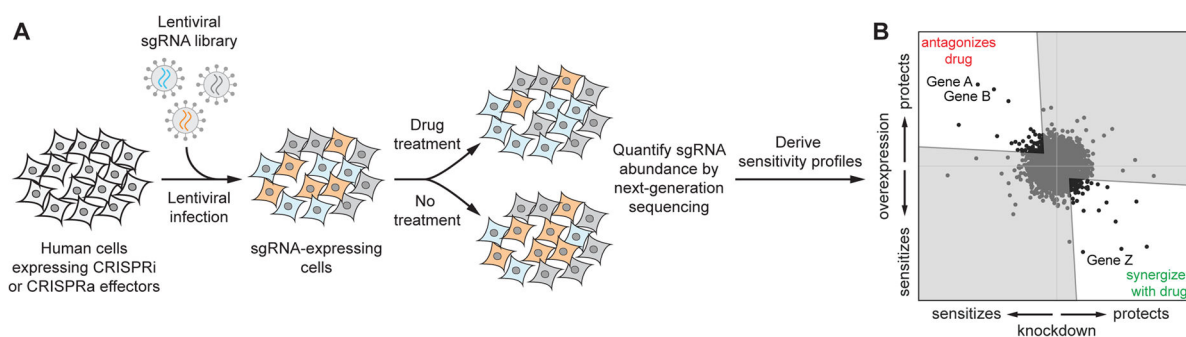 A
Lentiviral
sgRNA library
Human cells
expressing CRISPRi
or CRISPRa effectors
Lentiviral
infection
sgRNA-expressing
cells
Drug
treatment
No
treatment
Quantify sgRNA
abundance by
next-generation
sequencing
Derive
sensitivity profiles
B
antagonizes
drug
Gene A
Gene B
Gene Z
synergize
with drug
protects
overexpression
sensitizes
sensitizes
protects
knockdown